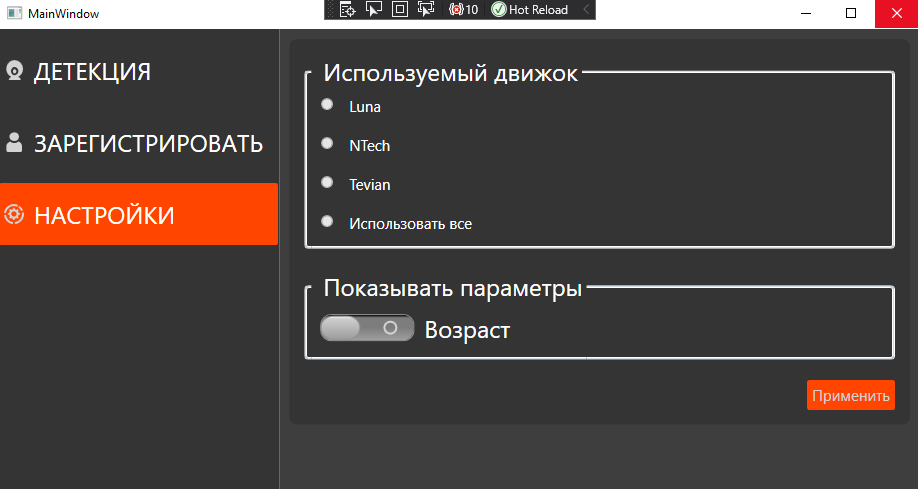 MainWindow
10
Hot Reload
ДЕТЕКЦИЯ
ЗАРЕГИСТРИРОВАТЬ
НАСТРОЙКИ
Используемый движок
Luna
NTech
Tevian
Использовать все
Показывать параметры
Возраст
Применить